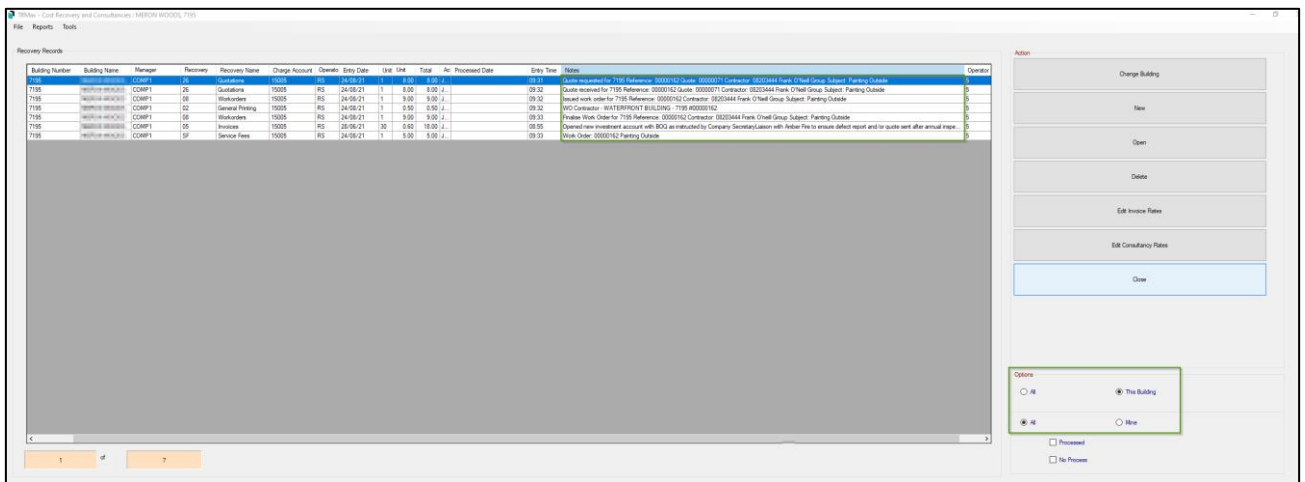 TRMax - Cost Recovery and Consultancies : MERON WOODS, 7195
File Reports Tools
Recovery Records
Building Number Building Name Manager Recovery Recovery Name Charge Account Operato Entry Date Unit Unit Total Ac Processed Date Entry Time Notes Operator
7195 COMP1 26 Quotations 15005 RS 24/08/21 1 8.00 8.00 J... 09:31 Quote requested for 7195 Reference: 00000162 Quote: 00000071 Contractor: 08203444 Frank O'Neill Group Subject: Painting Outside 5
7195 COMP1 26 Quotations 15005 RS 24/08/21 1 8.00 8.00 J... 09:32 Quote received for 7195 Reference: 00000162 Quote: 00000071 Contractor: 08203444 Frank O'Neill Group Subject: Painting Outside 5
7195 COMP1 08 Workorders 15005 RS 24/08/21 1 9.00 9.00 J... 09:32 Issued work order for 7195 Reference: 00000162 Contractor: 08203444 Frank O'Neill Group Subject: Painting Outside 5
7195 COMP1 02 General Printing 15005 RS 24/08/21 1 0.50 0.50 J... 09:32 WO Contractor - WATERFRONT BUILDING - 7195 #00000162 5
7195 COMP1 08 Workorders 15005 RS 24/08/21 1 9.00 9.00 J... 09:33 Finalise Work Order for 7195 Reference: 00000162 Contractor: 08203444 Frank O'Neill Group Subject: Painting Outside 5
7195 COMP1 05 Invoices 15005 RS 28/06/21 30 0.60 18.00 J... 08:55 Opened new investment account with BOQ as instructed by Company SecretaryLiaison with Amber Fire to ensure defect report and/or quote sent after annual inspe... 5
7195 COMP1 SF Service Fees 15005 RS 24/08/21 1 5.00 5.00 J... 09:33 Work Order: 00000162 Painting Outside 5
1 of 7
Action
Change Building
New
Open
Delete
Edit Invoice Rates
Edit Consultancy Rates
Close
Options
All This Building
All Mine
Processed
No Process